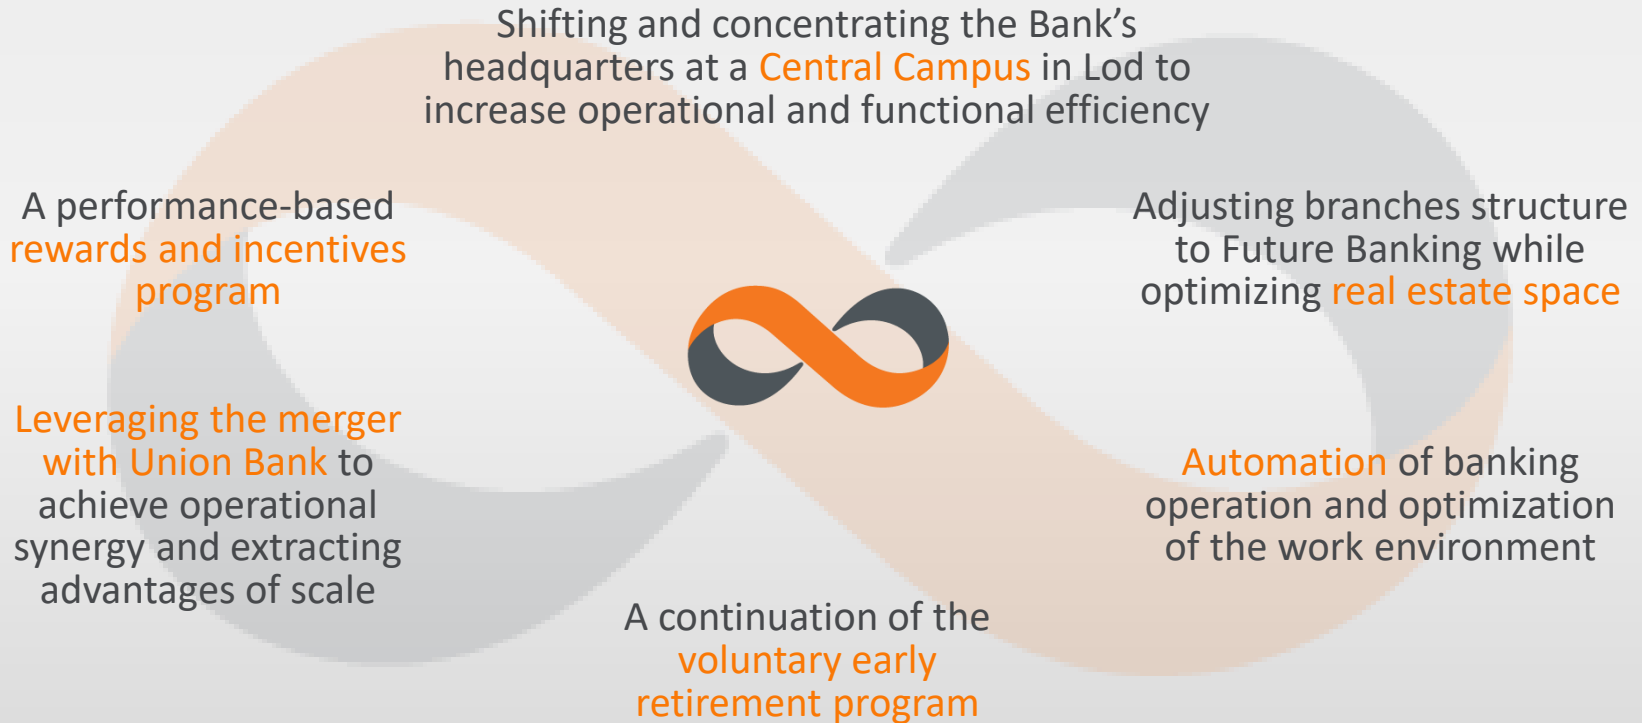 Shifting and concentrating the Bank’s
headquarters at a Central Campus in Lod to
increase operational and functional efficiency
A performance-based
rewards and incentives
program
Adjusting branches structure
to Future Banking while
optimizing real estate space
Leveraging the merger
with Union Bank to
achieve operational
synergy and extracting
advantages of scale
Automation of banking
operation and optimization
of the work environment
A continuation of the
voluntary early
retirement program